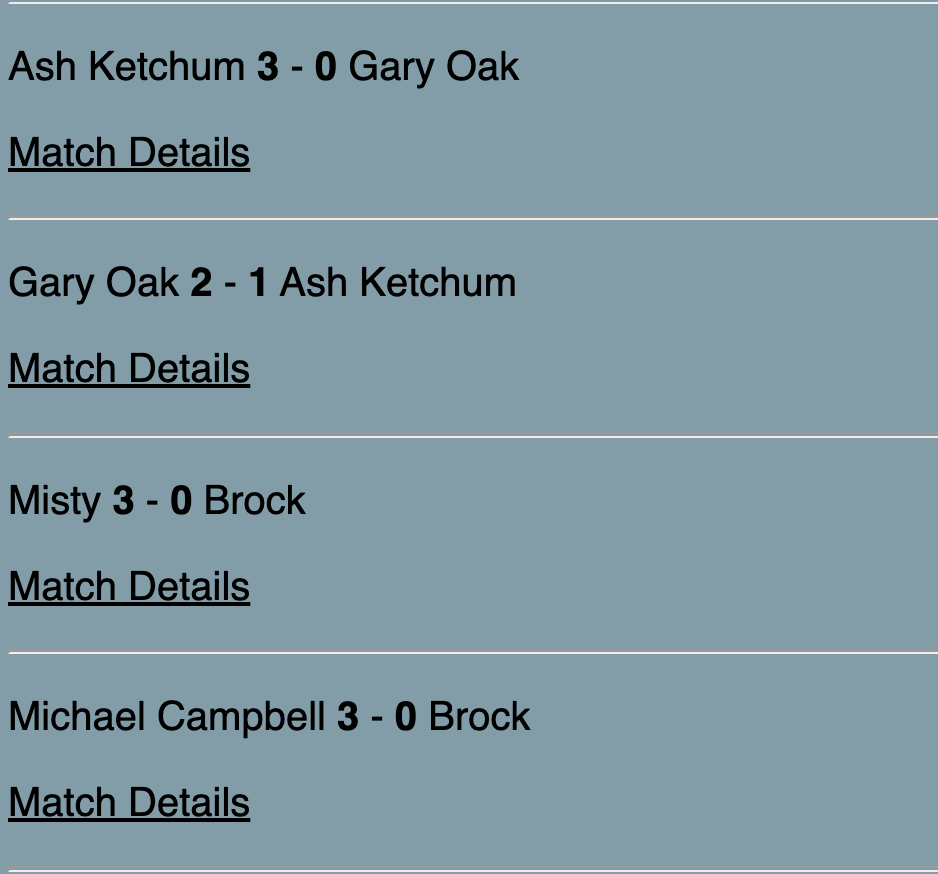 Ash Ketchum 3 - 0 Gary Oak
Match Details
Gary Oak 2 - 1 Ash Ketchum
Match Details
Misty 3 - 0 Brock
Match Details
Michael Campbell 3 - 0 Brock
Match Details